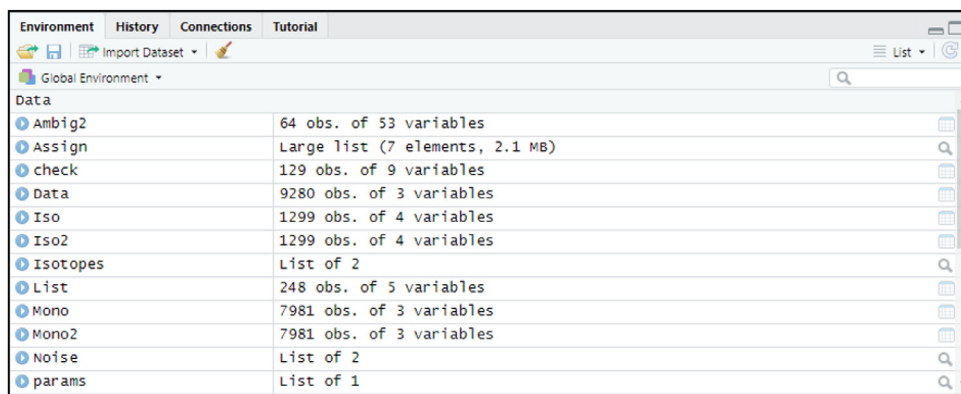 Environment History Connections Tutorial
Import Dataset List
Global Environment
Data
Ambig2 64 obs. of 53 variables
Assign Large list (7 elements, 2.1 MB)
check 129 obs. of 9 variables
Data 9280 obs. of 3 variables
Iso 1299 obs. of 4 variables
Iso2 1299 obs. of 4 variables
Isotopes List of 2
List 248 obs. of 5 variables
Mono 7981 obs. of 3 variables
Mono2 7981 obs. of 3 variables
Noise List of 2
params List of 1